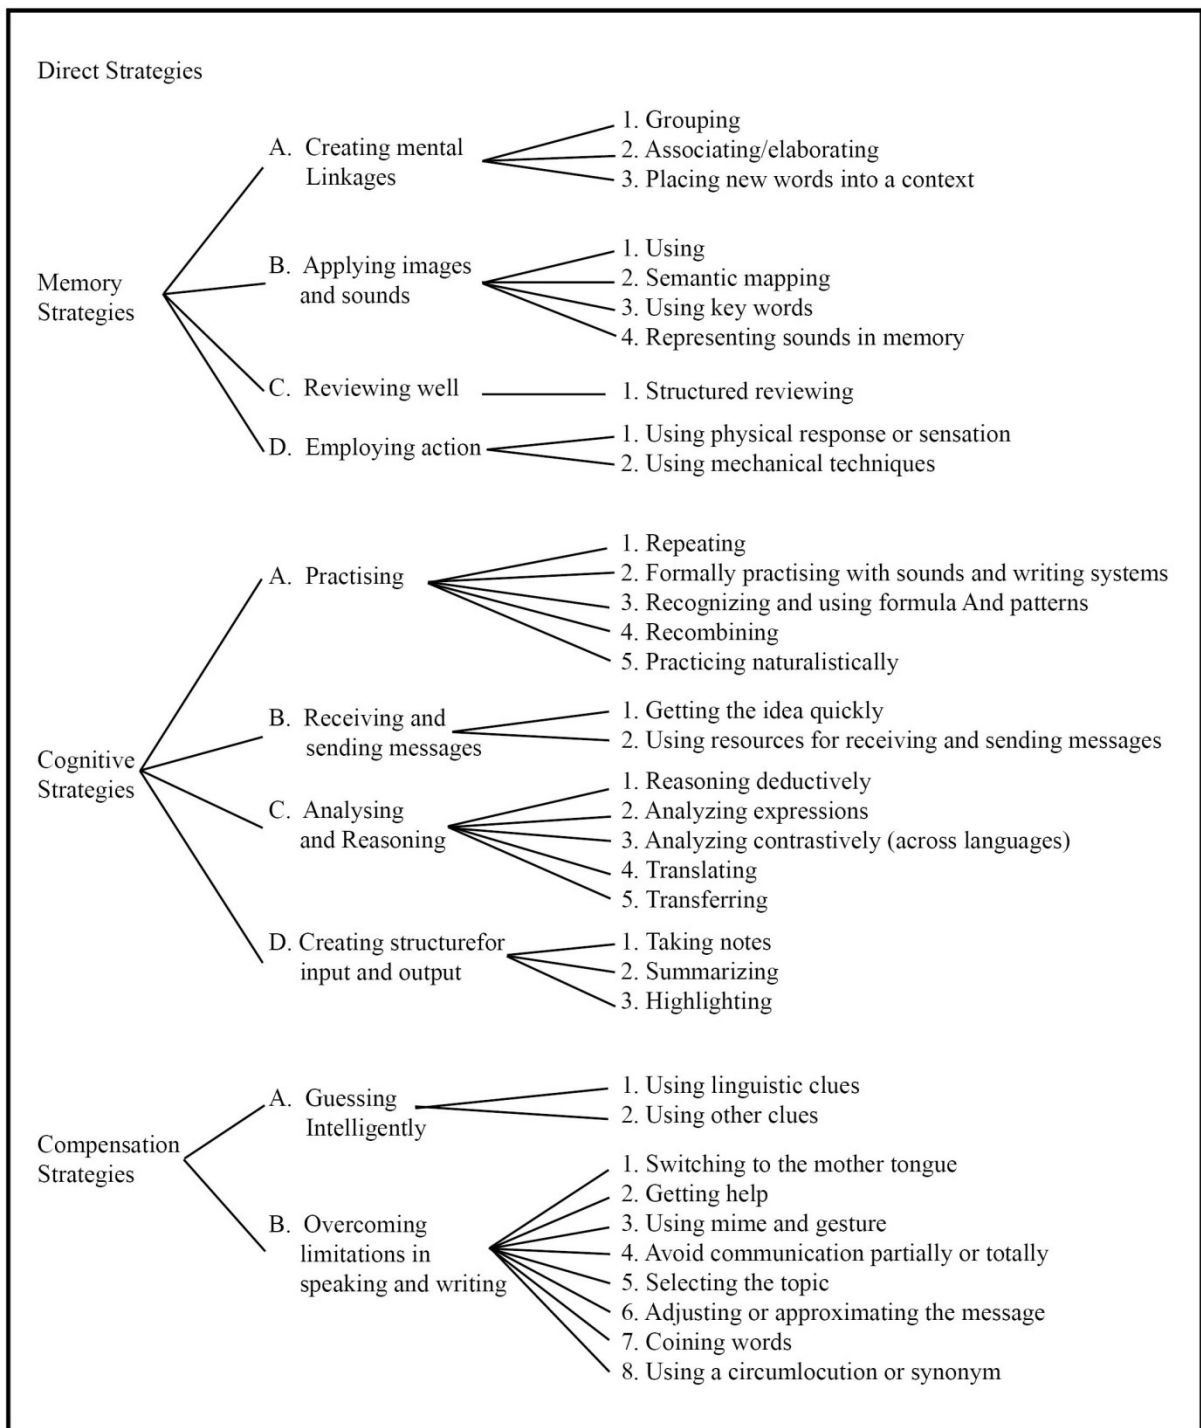 Direct Strategies
Memory
Strategies
A. Creating mental
Linkages
1. Grouping
2. Associating/elaborating
3. Placing new words into a context
B. Applying images
and sounds
1. Using
2. Semantic mapping
3. Using key words
4. Representing sounds in memory
C. Reviewing well
1. Structured reviewing
D. Employing action
1. Using physical response or sensation
2. Using mechanical techniques
Cognitive
Strategies
A. Practising
1. Repeating
2. Formally practising with sounds and writing systems
3. Recognizing and using formula And patterns
4. Recombining
5. Practicing naturalistically
B. Receiving and
sending messages
1. Getting the idea quickly
2. Using resources for receiving and sending messages
C. Analysing
and Reasoning
1. Reasoning deductively
2. Analyzing expressions
3. Analyzing contrastively (across languages)
4. Translating
5. Transferring
D. Creating structurefor
input and output
1. Taking notes
2. Summarizing
3. Highlighting
Compensation
Strategies
A. Guessing
Intelligently
1. Using linguistic clues
2. Using other clues
B. Overcoming
limitations in
speaking and writing
1. Switching to the mother tongue
2. Getting help
3. Using mime and gesture
4. Avoid communication partially or totally
5. Selecting the topic
6. Adjusting or approximating the message
7. Coining words
8. Using a circumlocution or synonym